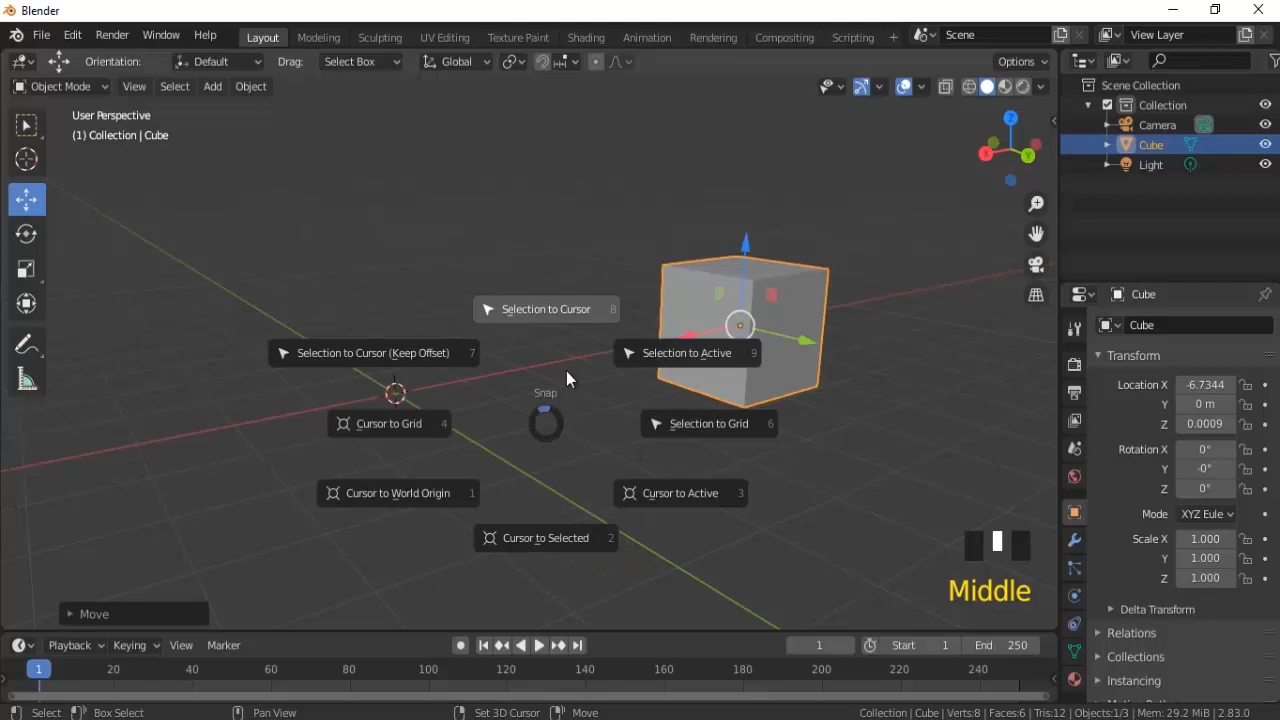 Blender
File Edit Render Window Help Layout Modeling Sculpting UV Editing Texture Paint Shading Animation Rendering Compositing Scripting + Scene View Layer
Orientation: Default Drag: Select Box Global Options
Object Mode View Select Add Object
User Perspective
(1) Collection | Cube
Z
X
Y
Scene Collection
Collection
Camera
Cube
Light
Selection to Cursor 8
Selection to Cursor (Keep Offset) 7
Selection to Active 9
Snap
Cursor to Grid 4
Selection to Grid 6
Cursor to World Origin 1
Cursor to Active 3
Cursor to Selected 2
Middle
Move
Cube
Cube
Transform
Location X -6.7344
Y 0 m
Z 0.0009
Rotation X 0°
Y -0°
Z 0°
Mode XYZ Eule
Scale X 1.000
Y 1.000
Z 1.000
Delta Transform
Relations
Collections
Instancing
Playback Keying View Marker 1 Start 1 End 250
1 20 40 60 80 100 120 140 160 180 200 220 240
Select Box Select Pan View Set 3D Cursor Move Collection | Cube | Verts:8 | Faces:6 | Tris:12 | Objects:1/3 | Mem: 29.2 MiB | 2.83.0